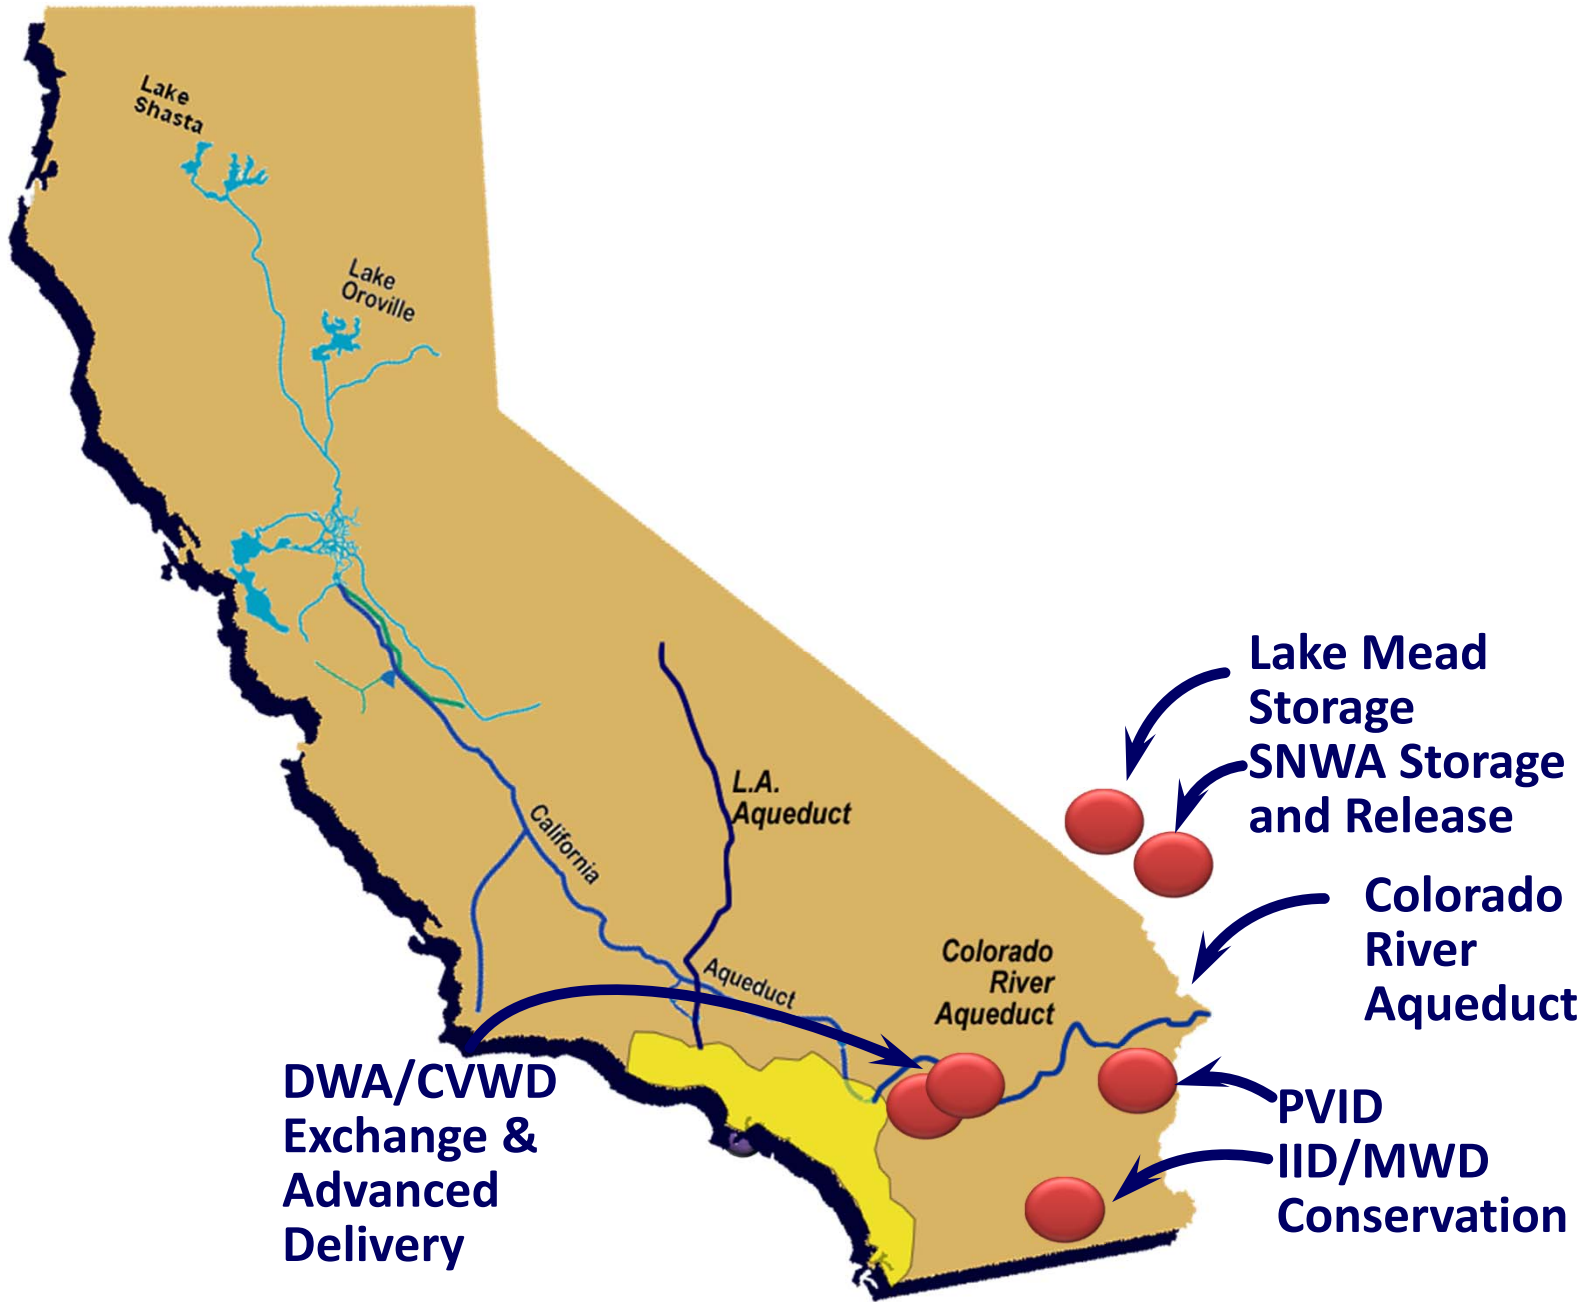 Lake
Shasta
Lake
Oroville
Lake Mead
Storage
SNWA Storage
and Release
L.A.
Aqueduct
California
Aqueduct
Colorado
River
Aqueduct
Colorado
River
Aqueduct
DWA/CVWD
Exchange &
Advanced
Delivery
PVID
IID/MWD
Conservation